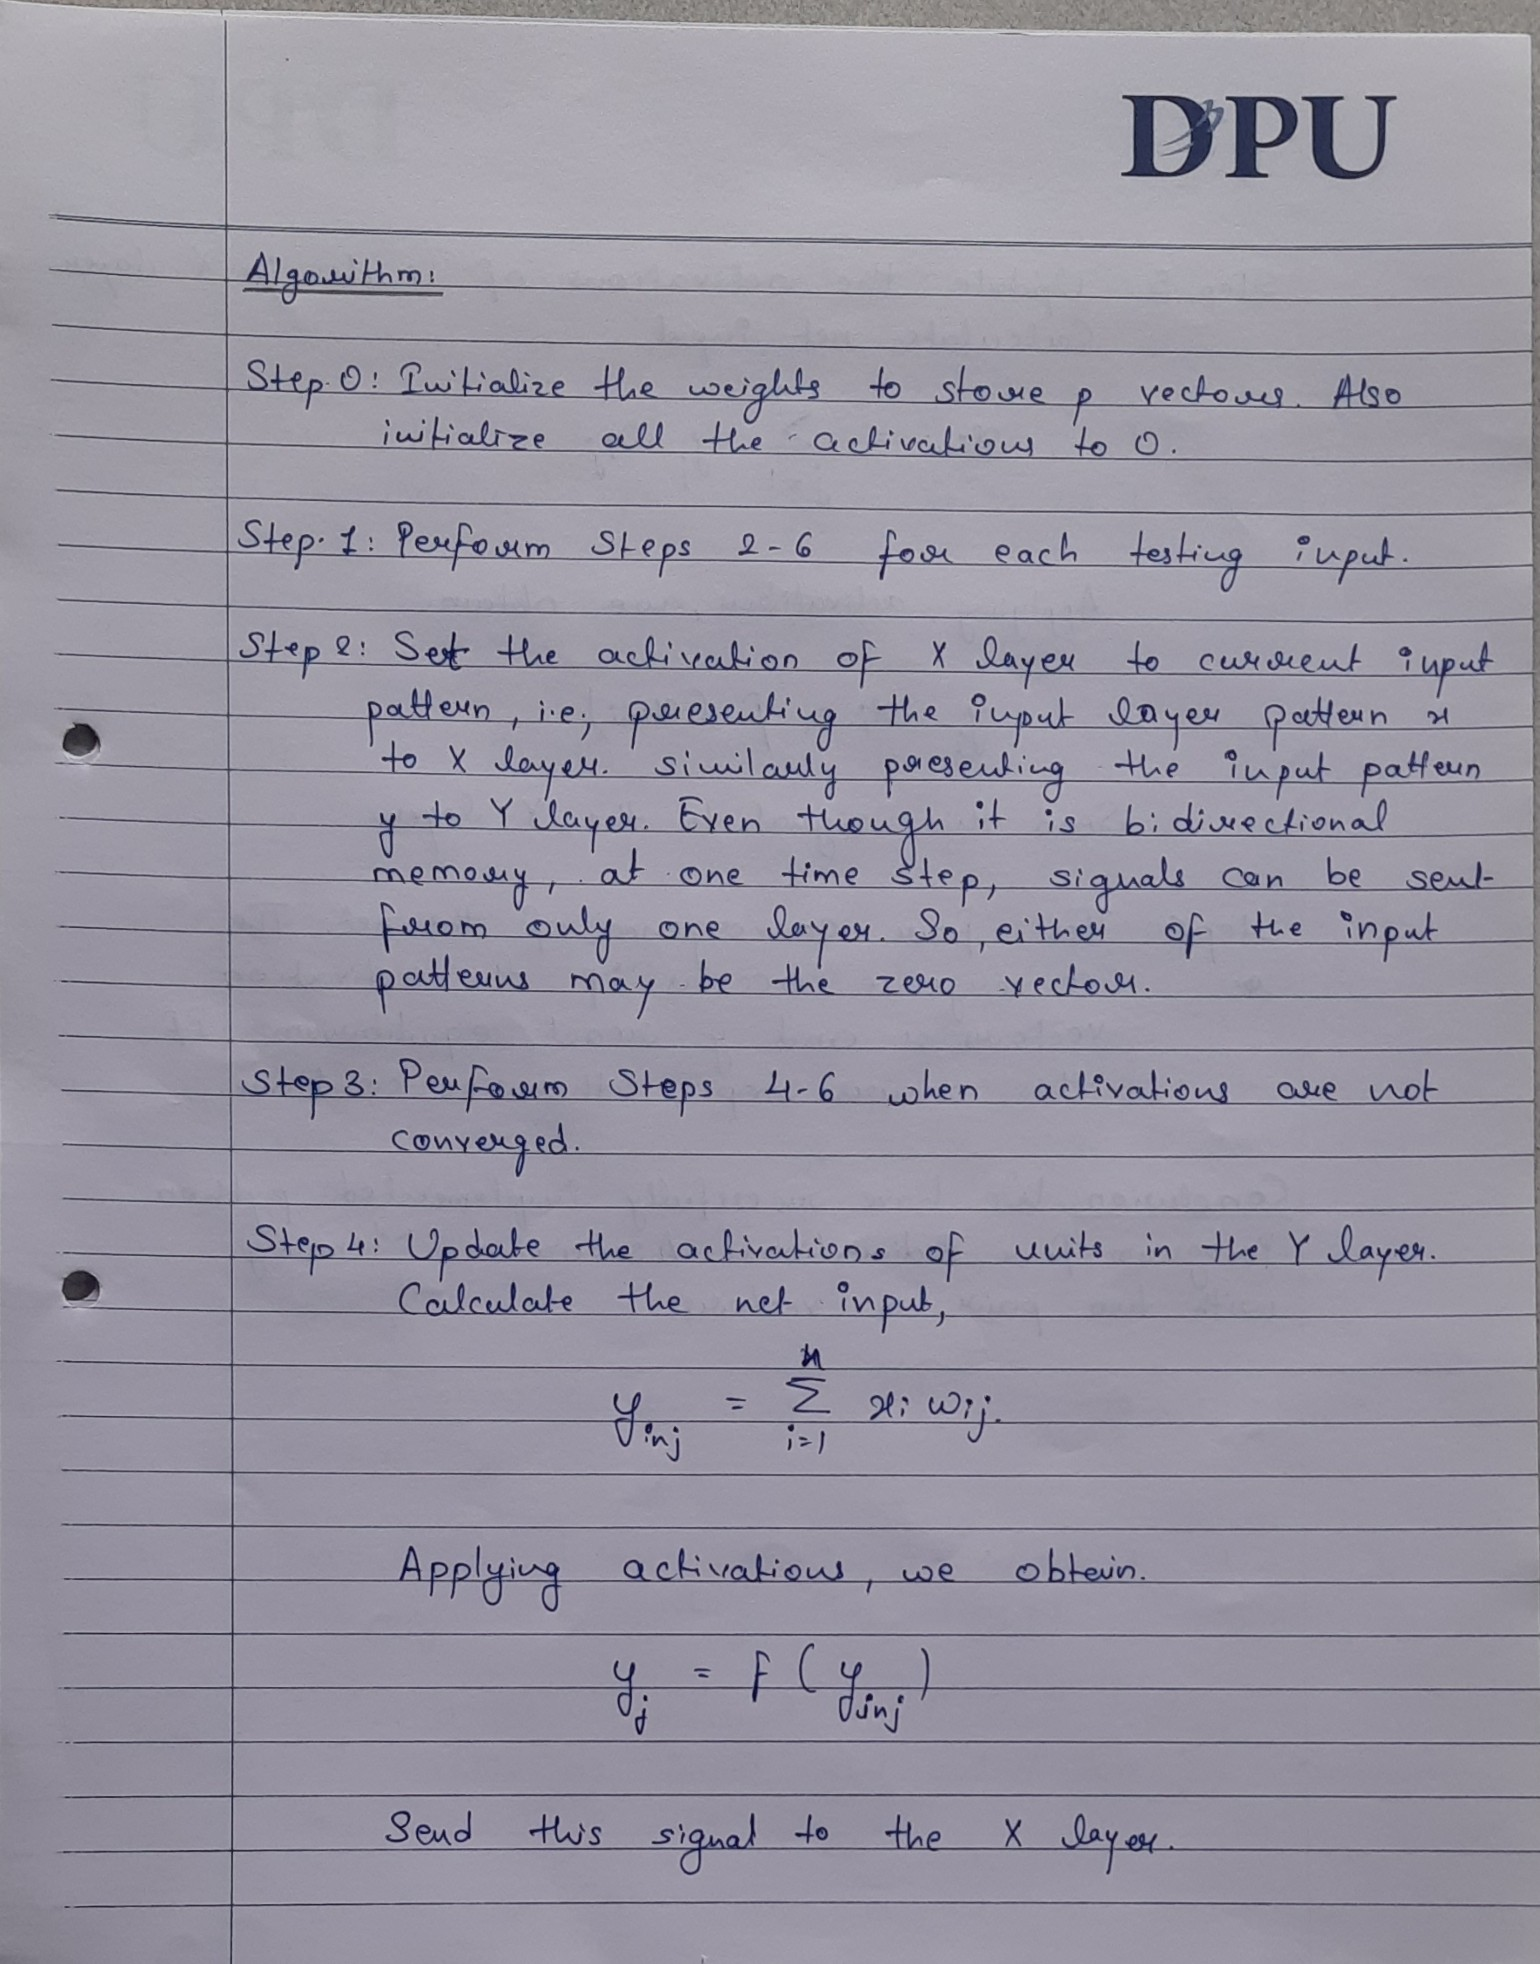 DPU
Algorithm:
Step 0: Initialize the weights to store p vectors. Also
initialize all the activations to 0.
Step 1: Perform Steps 2-6 for each testing input.
Step 2: Set the activation of X layer to current input
pattern, i.e; presenting the input layer pattern x
to X layer. similarly presenting the input pattern
y to Y layer. Even though it is bidirectional
memory, at one time step, signals can be sent
from only one layer. So, either of the input
patterns may be the zero vector.
Step 3: Perform Steps 4-6 when activations are not
converged.
Step 4: Update the activations of units in the Y layer.
Calculate the net input,
y_inj = Σ_{i=1}^{n} x_i w_ij.
Applying activations, we obtain.
y_j = f(y_inj)
Send this signal to the X layer.